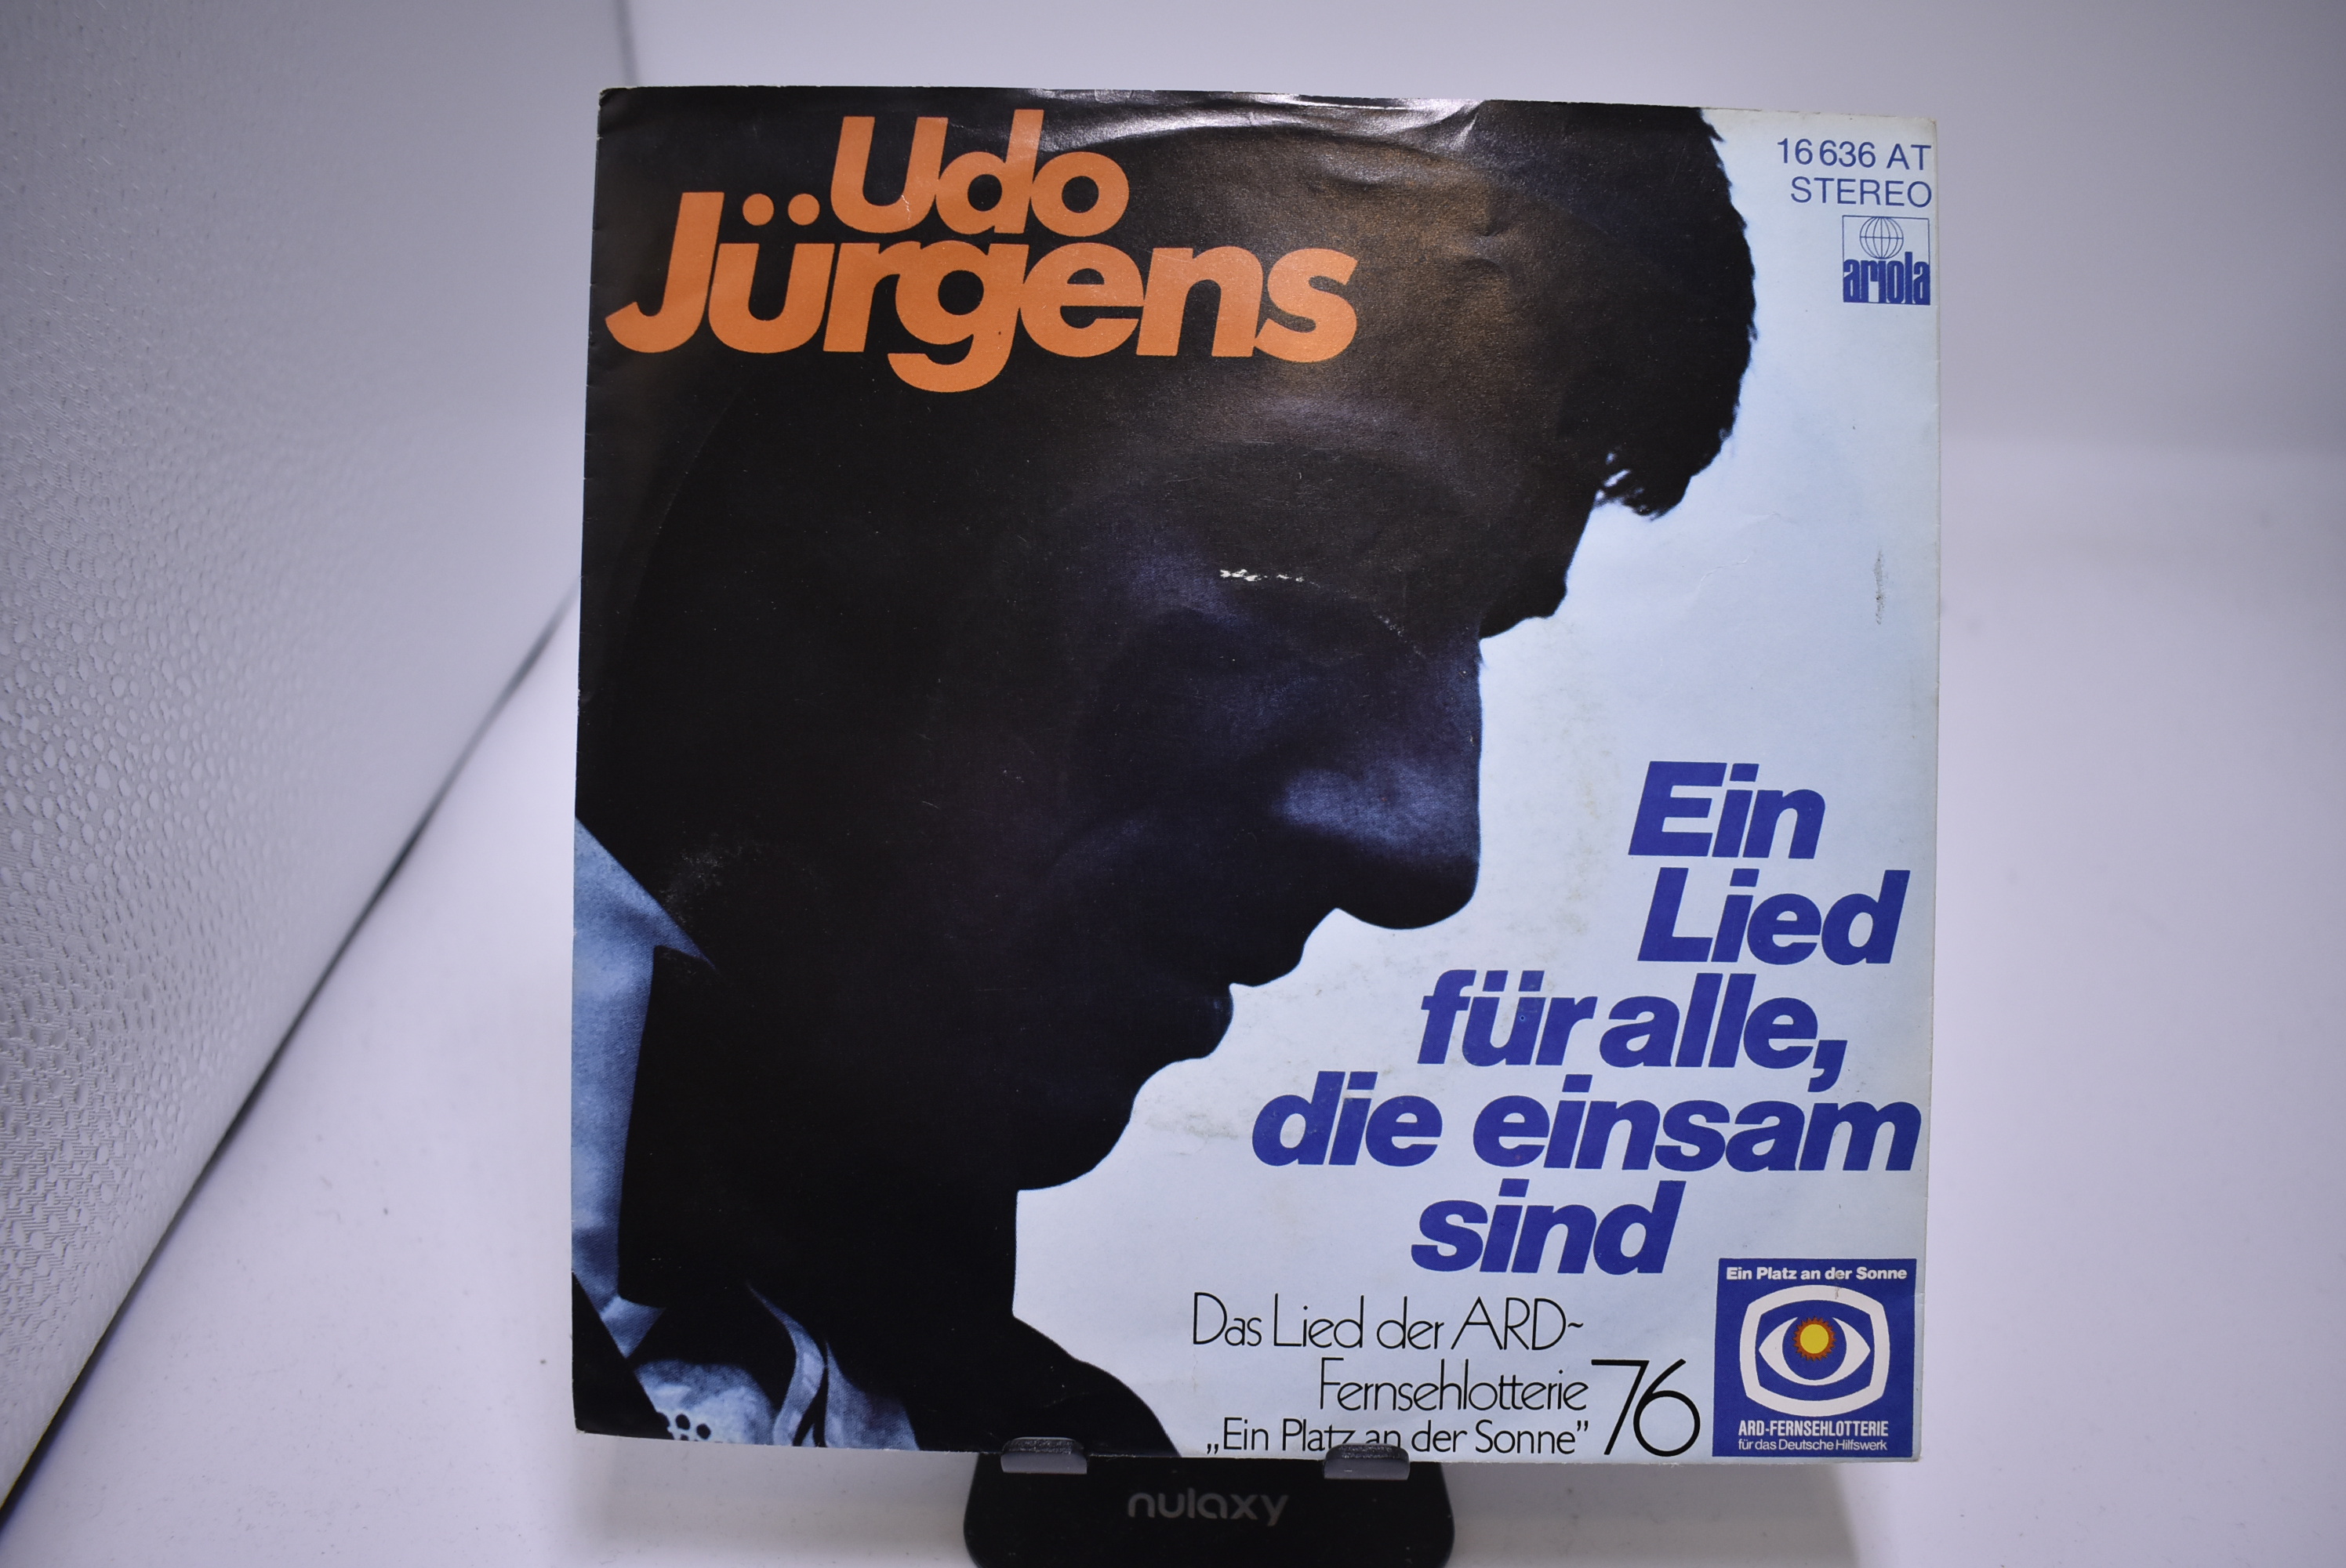 Udo
Jürgens
16 636 AT
STEREO
ariola
Ein
Lied
für alle,
die einsam
sind
Das Lied der ARD~
Fernsehlotterie 76
„Ein Platz an der Sonne”
Ein Platz an der Sonne
ARD-FERNSEHLOTTERIE
für das Deutsche Hilfswerk
nulaxy